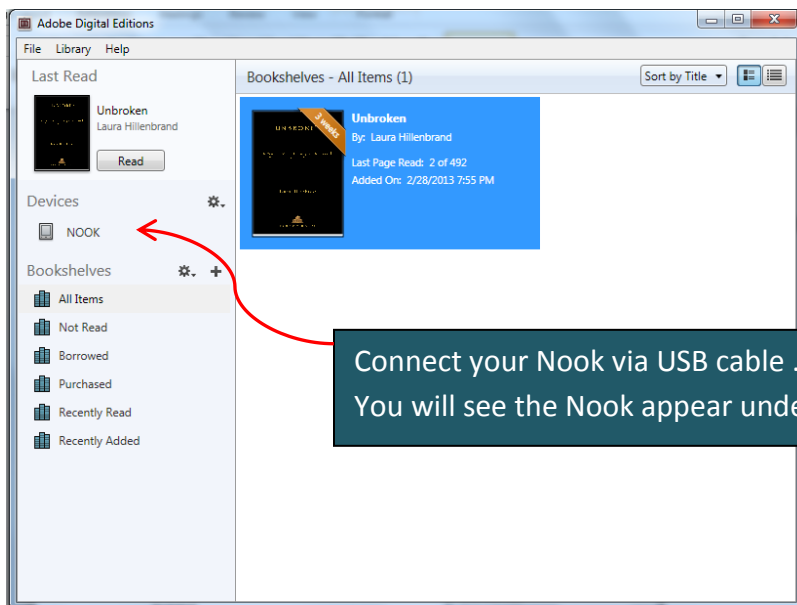 Adobe Digital Editions
File Library Help
Last Read
Unbroken
Laura Hillenbrand
Read
Devices
NOOK
Bookshelves
All Items
Not Read
Borrowed
Purchased
Recently Read
Recently Added
Bookshelves - All Items (1)
Sort by Title
3 weeks
Unbroken
By: Laura Hillenbrand
Last Page Read: 2 of 492
Added On: 2/28/2013 7:55 PM
Connect your Nook via USB cable .
You will see the Nook appear unde